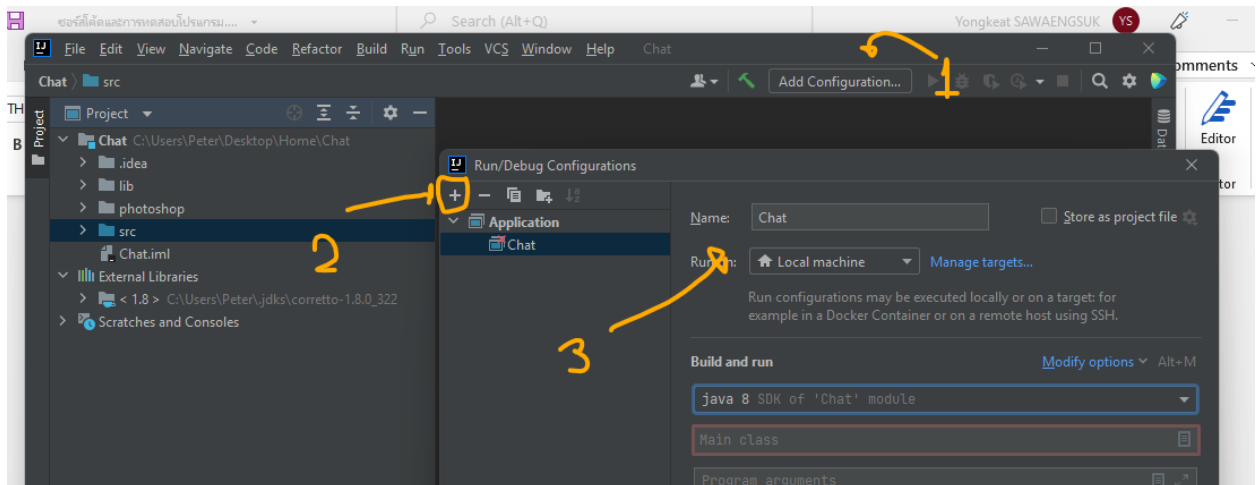 ซอร์สโค้ดและการทดสอบโปรแกรม....
Search (Alt+Q)
Yongkeat SAWAENGSUK
YS
File Edit View Navigate Code Refactor Build Run Tools VCS Window Help Chat
omments
Chat src
Add Configuration...
1
TH
B
Project
Project
Editor
Chat C:\Users\Peter\Desktop\Home\Chat
.idea
lib
photoshop
src
Chat.iml
External Libraries
< 1.8 > C:\Users\Peter\.jdks\corretto-1.8.0_322
Scratches and Consoles
2
Run/Debug Configurations
Application
Chat
Name: Chat
Store as project file
Local machine
Manage targets...
Run configurations may be executed locally or on a target: for
example in a Docker Container or on a remote host using SSH.
3
Build and run
Modify options Alt+M
java 8 SDK of 'Chat' module
Main class
Program arguments